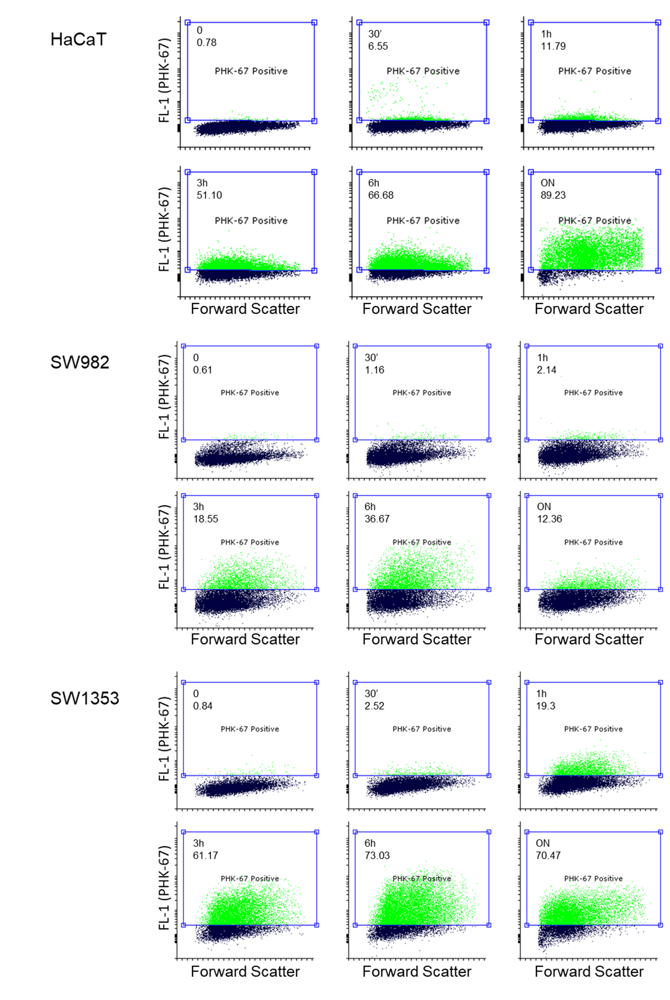 HaCaT
FL-1 (PHK-67)
0
0.78
PHK-67 Positive
30’
6.55
PHK-67 Positive
1h
11.79
PHK-67 Positive
FL-1 (PHK-67)
3h
51.10
PHK-67 Positive
6h
66.68
PHK-67 Positive
ON
89.23
PHK-67 Positive
Forward Scatter
Forward Scatter
Forward Scatter
SW982
FL-1 (PHK-67)
0
0.61
PHK-67 Positive
30’
1.16
PHK-67 Positive
1h
2.14
PHK-67 Positive
FL-1 (PHK-67)
3h
18.55
PHK-67 Positive
6h
36.67
PHK-67 Positive
ON
12.36
PHK-67 Positive
Forward Scatter
Forward Scatter
Forward Scatter
SW1353
FL-1 (PHK-67)
0
0.84
PHK-67 Positive
30’
2.52
PHK-67 Positive
1h
19.3
PHK-67 Positive
FL-1 (PHK-67)
3h
61.17
PHK-67 Positive
6h
73.03
PHK-67 Positive
ON
70.47
PHK-67 Positive
Forward Scatter
Forward Scatter
Forward Scatter